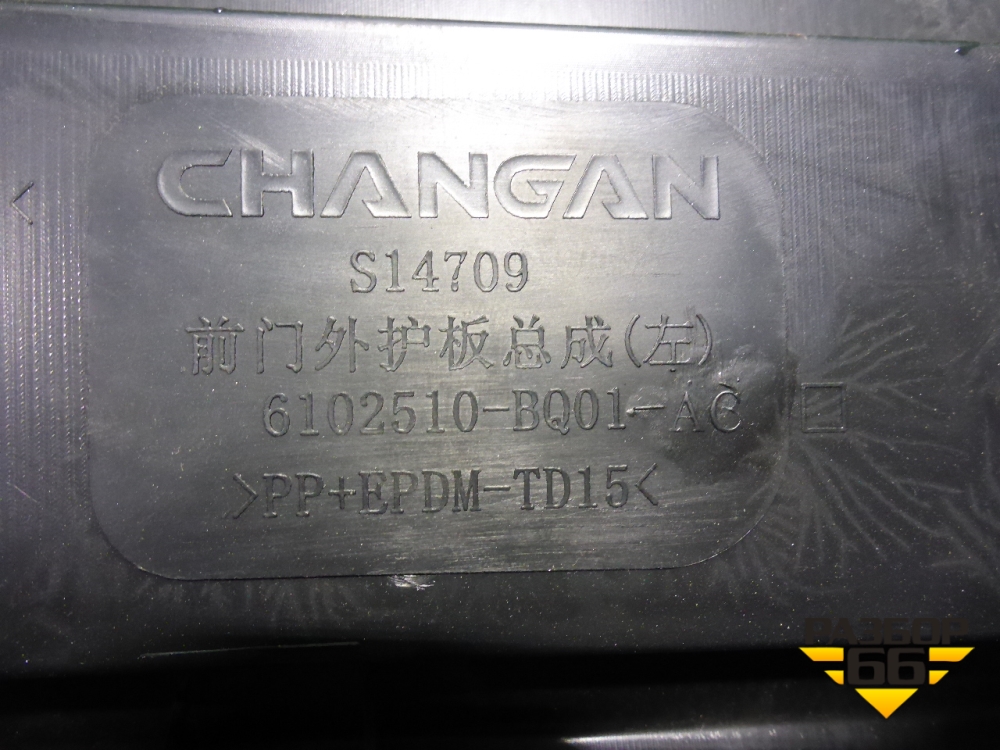 CHANGAN
S14709
前门外护板总成(左)
6102510-BQ01-AC
>PP+EPDM-TD15<
РАЗБОР
66